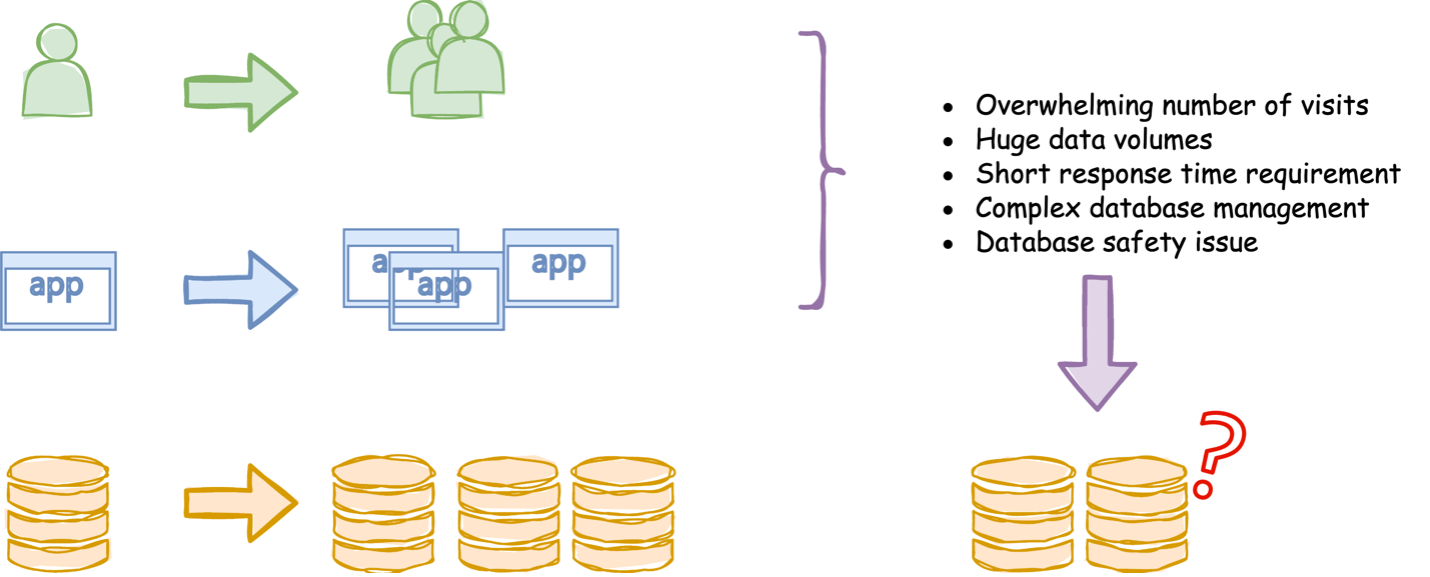 app
app
app
app
• Overwhelming number of visits
• Huge data volumes
• Short response time requirement
• Complex database management
• Database safety issue
?